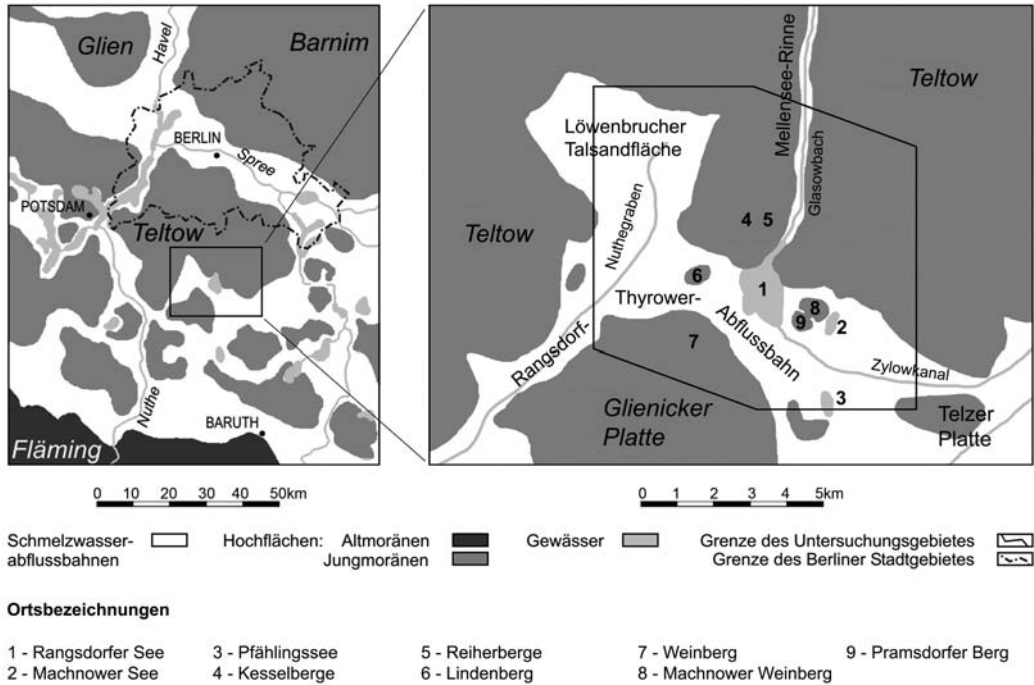 Glien
Havel
Barnim
BERLIN
Spree
POTSDAM
Teltow
Nuthe
BARUTH
Fläming
Mellensee-Rinne
Glasowbach
Teltow
Löwenbrucher
Talsandfläche
Nuthegraben
Teltow
4 5
6
1
8
9
2
Thyrower-
Abflussbahn
Rangsdorf-
7
Zylowkanal
3
Glienicker
Platte
Telzer
Platte
0 10 20 30 40 50km
0 1 2 3 4 5km
Schmelzwasser-
abflussbahnen
Hochflächen: Altmoränen
Jungmoränen
Gewässer
Grenze des Untersuchungsgebietes
Grenze des Berliner Stadtgebietes
Ortsbezeichnungen
1 - Rangsdorfer See
2 - Machnower See
3 - Pfählingssee
4 - Kesselberge
5 - Reiherberge
6 - Lindenberg
7 - Weinberg
8 - Machnower Weinberg
9 - Pramsdorfer Berg